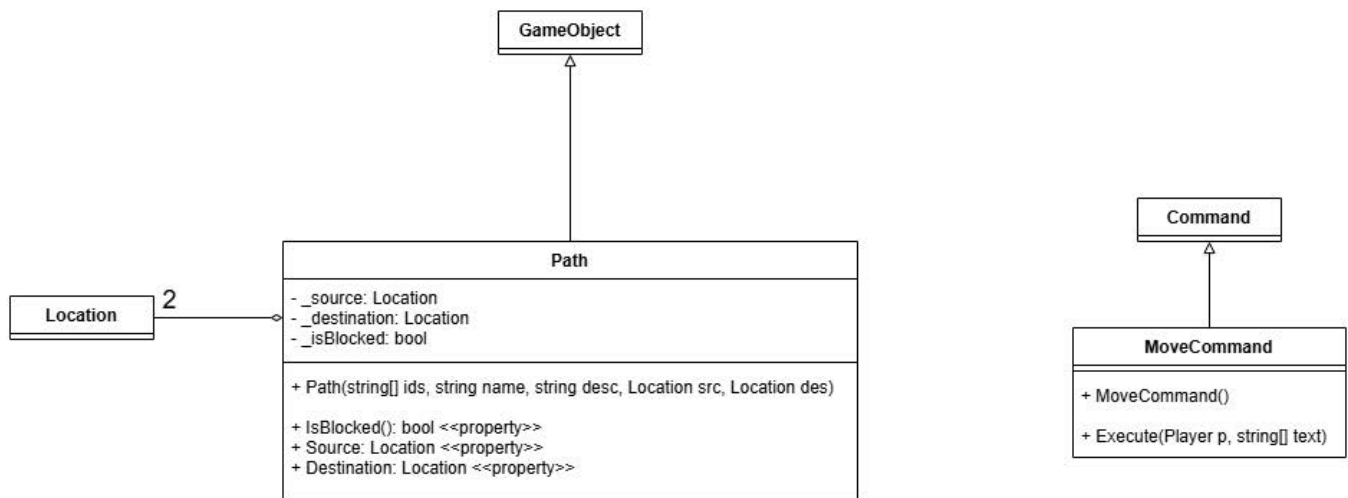 GameObject
Command
Path
- _source: Location
- _destination: Location
- _isBlocked: bool
+ Path(string[] ids, string name, string desc, Location src, Location des)
+ IsBlocked(): bool <<property>>
+ Source: Location <<property>>
+ Destination: Location <<property>>
Location
2
MoveCommand
+ MoveCommand()
+ Execute(Player p, string[] text)